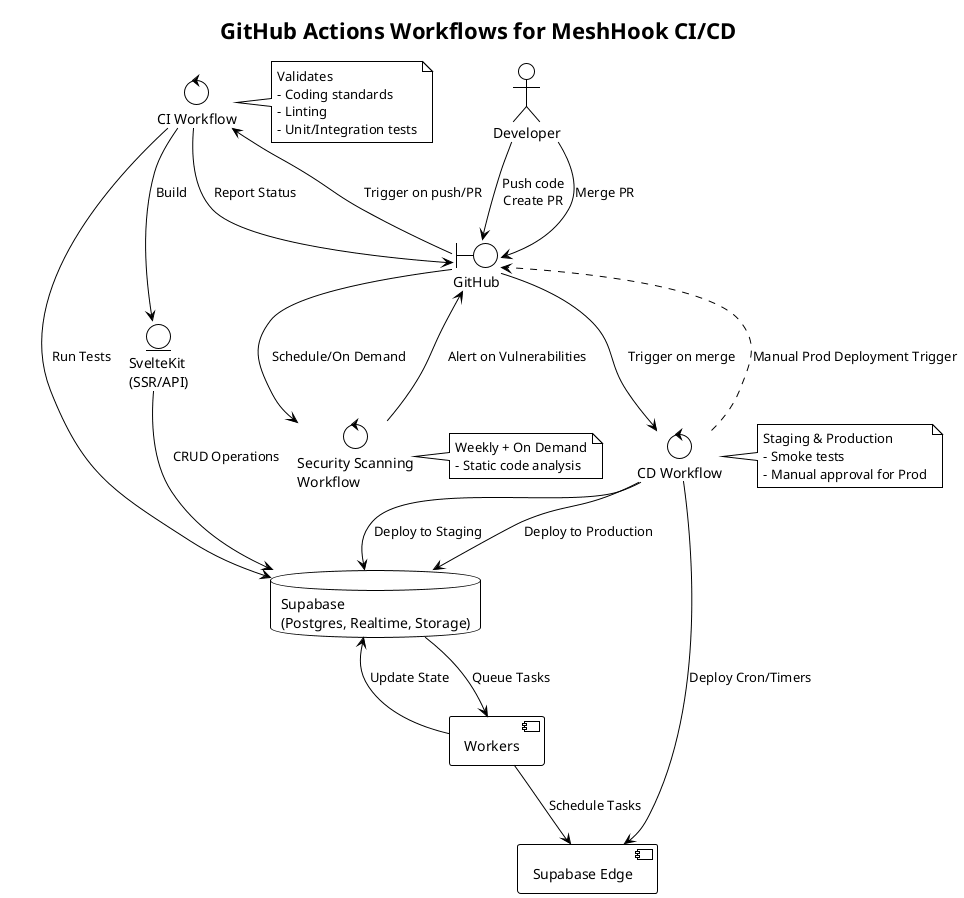 GitHub Actions Workflows for MeshHook CI/CD
Validates
- Coding standards
- Linting
- Unit/Integration tests
CI Workflow
Developer
Build
Report Status
Trigger on push/PR
Push code
Create PR
Merge PR
GitHub
Run Tests
SvelteKit
(SSR/API)
Schedule/On Demand
Alert on Vulnerabilities
Trigger on merge
Manual Prod Deployment Trigger
CRUD Operations
Security Scanning
Workflow
Weekly + On Demand
- Static code analysis
CD Workflow
Staging & Production
- Smoke tests
- Manual approval for Prod
Deploy to Staging
Deploy to Production
Supabase
(Postgres, Realtime, Storage)
Update State
Queue Tasks
Deploy Cron/Timers
Workers
Schedule Tasks
Supabase Edge